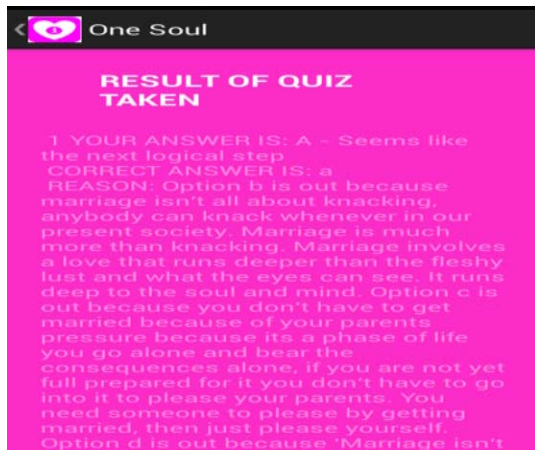 One Soul
RESULT OF QUIZ
TAKEN
1 YOUR ANSWER IS: A - Seems like
the next logical step
CORRECT ANSWER IS: a
REASON: Option b is out because
marriage isn't all about knacking,
anybody can knack whenever in our
present society. Marriage is much
more than knacking. Marriage involves
a love that runs deeper than the fleshy
lust and what the eyes can see. It runs
deep to the soul and mind. Option c is
out because you don't have to get
married because of your parents
pressure because its a phase of life
you go alone and bear the
consequences alone, if you are not yet
full prepared for it you don't have to go
into it to please your parents. You
need someone to please by getting
married, then just please yourself.
Option d is out because 'Marriage isn't